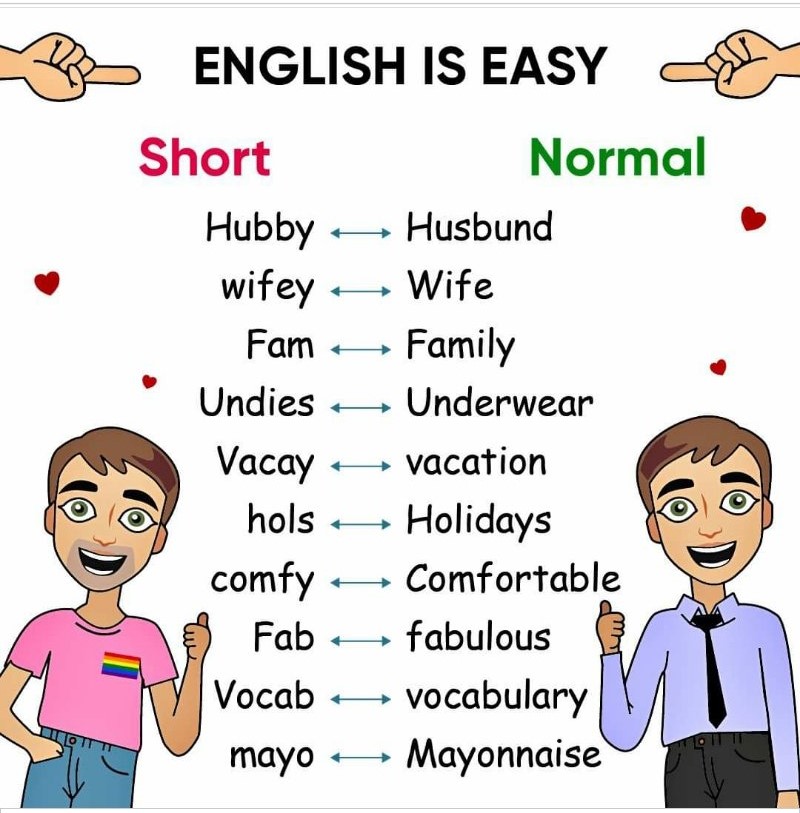 ENGLISH IS EASY
Short Normal
Hubby Husbund
wifey Wife
Fam Family
Undies Underwear
Vacay vacation
hols Holidays
comfy Comfortable
Fab fabulous
Vocab vocabulary
mayo Mayonnaise